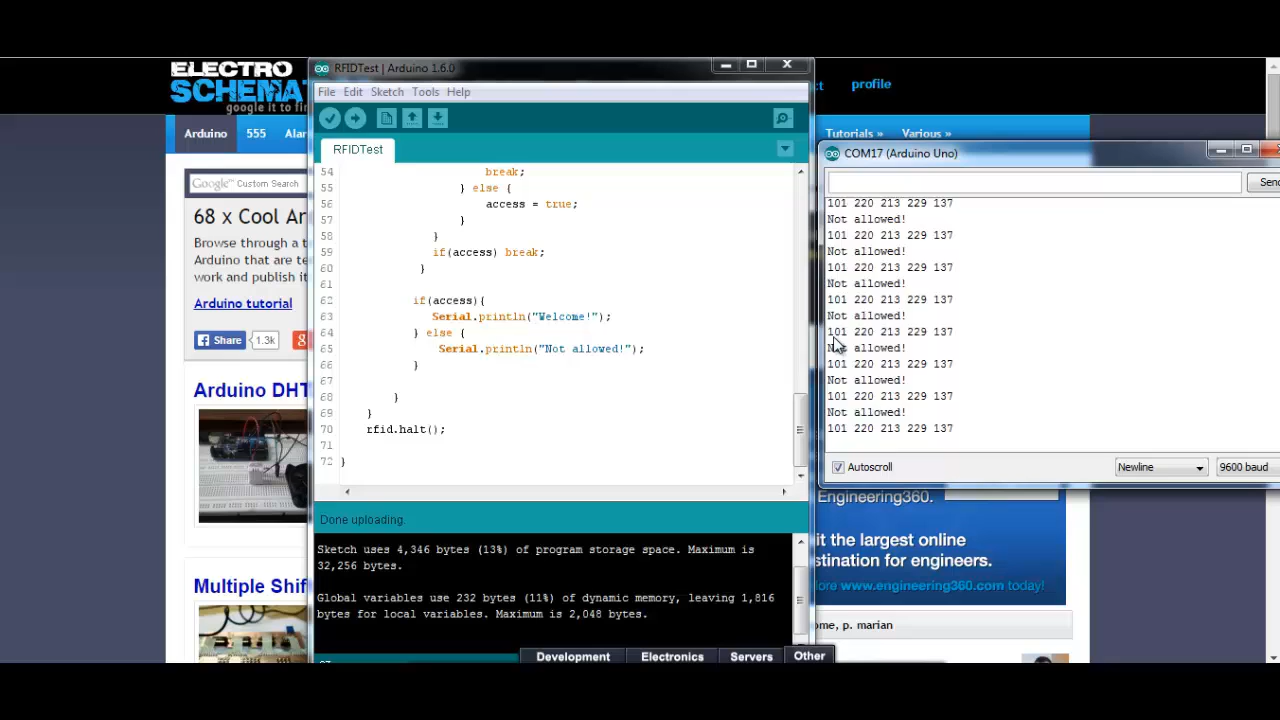 ELECTRO
SCHEMAT
google it to fin
Arduino 555 Alar
Google™ Custom Search
68 x Cool Ar
Browse through a t
Arduino that are te
work and publish it
Arduino tutorial
Share 1.3k
Arduino DHT
Multiple Shif
RFIDTest | Arduino 1.6.0
File Edit Sketch Tools Help
RFIDTest
54 break;
55 } else {
56 access = true;
57 }
58 }
59 if(access) break;
60 }
61
62 if(access){
63 Serial.println("Welcome!");
64 } else {
65 Serial.println("Not allowed!");
66 }
67
68 }
69 }
70 rfid.halt();
71
72 }
Done uploading.
Sketch uses 4,346 bytes (13%) of program storage space. Maximum is
32,256 bytes.
Global variables use 232 bytes (11%) of dynamic memory, leaving 1,816
bytes for local variables. Maximum is 2,048 bytes.
Development Electronics Servers Other
ct profile
Tutorials » Various »
COM17 (Arduino Uno)
Send
101 220 213 229 137
Not allowed!
101 220 213 229 137
Not allowed!
101 220 213 229 137
Not allowed!
101 220 213 229 137
Not allowed!
101 220 213 229 137
Not allowed!
101 220 213 229 137
Not allowed!
101 220 213 229 137
Not allowed!
101 220 213 229 137
Autoscroll Newline 9600 baud
Engineering360.
it the largest online
stination for engineers.
lore www.engineering360.com today!
ome, p. marian